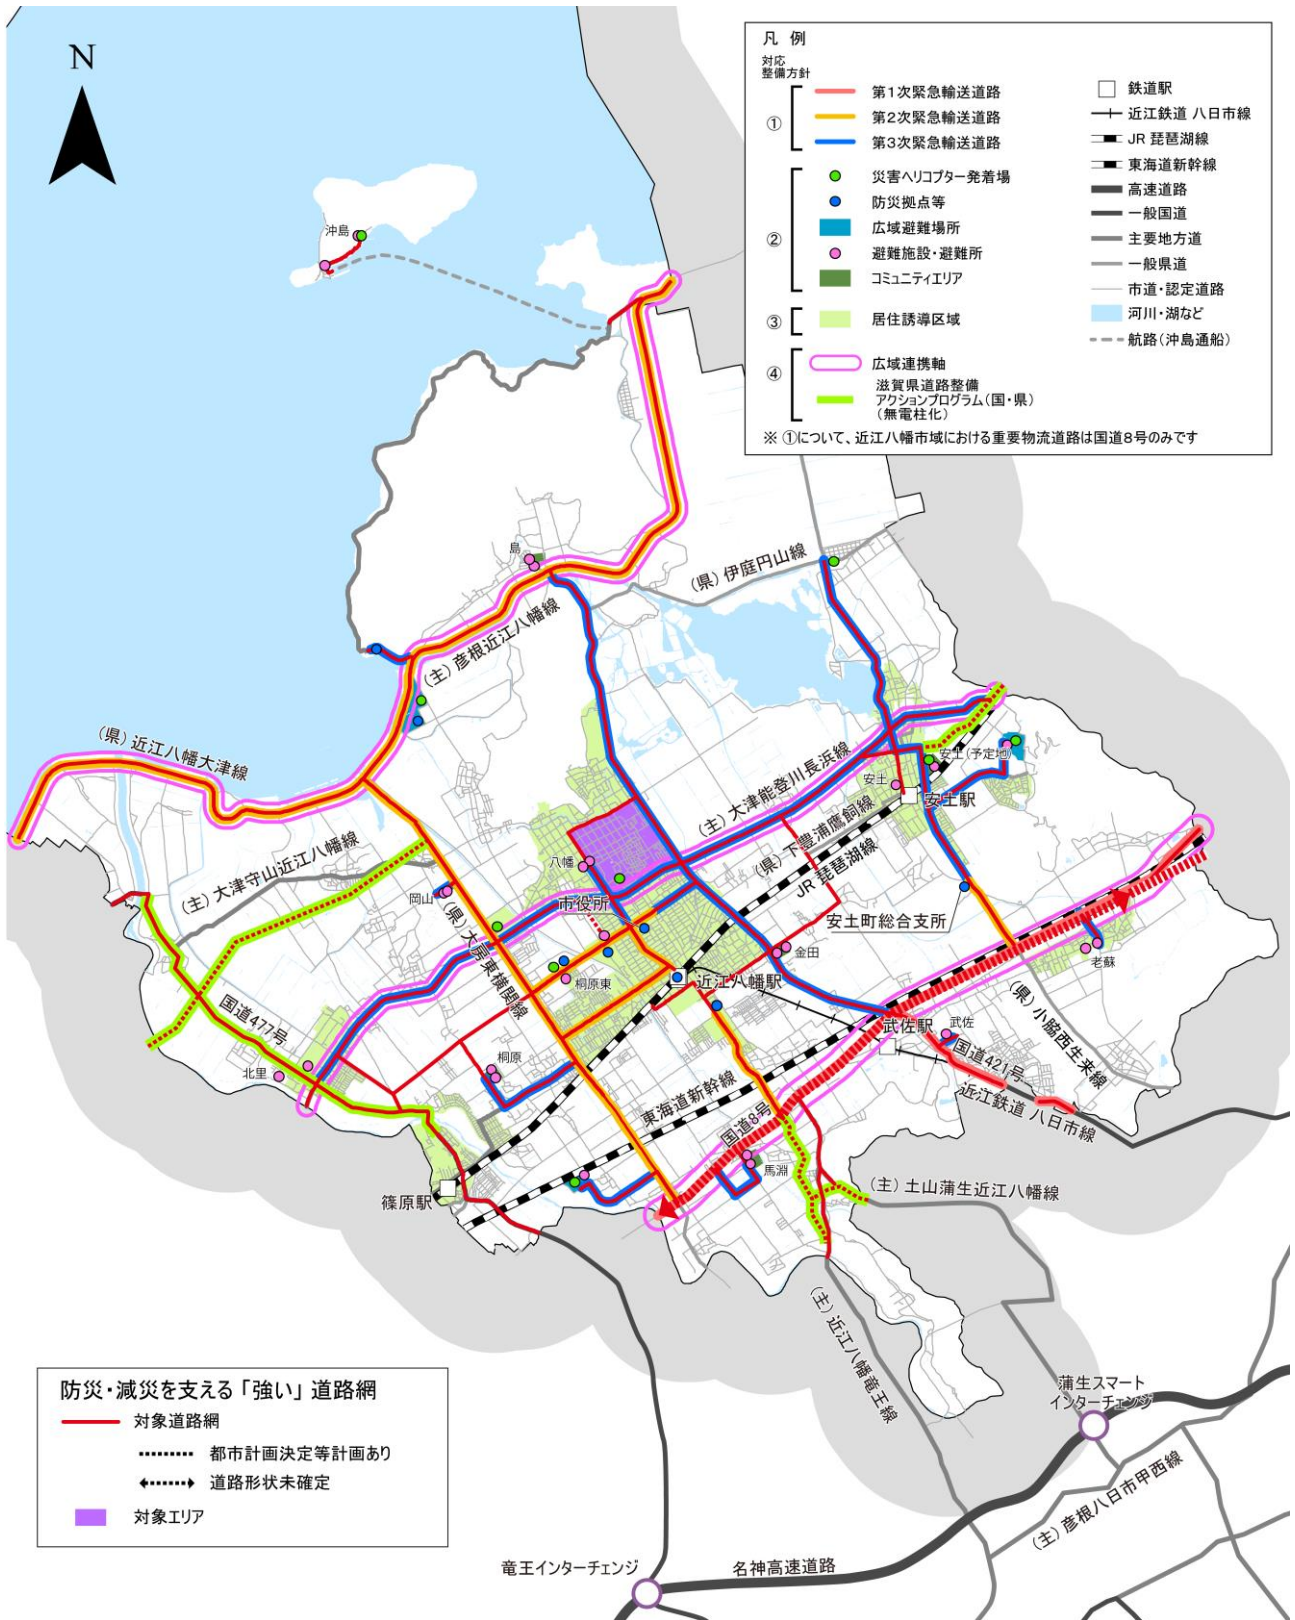 N
凡 例
対応
整備方針
①
第1次緊急輸送道路
第2次緊急輸送道路
第3次緊急輸送道路
②
災害ヘリコプター発着場
防災拠点等
広域避難場所
避難施設・避難所
コミュニティエリア
③
居住誘導区域
④
広域連携軸
滋賀県道路整備
アクションプログラム(国・県)
(無電柱化)
鉄道駅
近江鉄道 八日市線
JR 琵琶湖線
東海道新幹線
高速道路
一般国道
主要地方道
一般県道
市道・認定道路
河川・湖など
航路(沖島通船)
※ ①について、近江八幡市域における重要物流道路は国道8号のみです
沖島
島
(県)伊庭円山線
(主)彦根近江八幡線
(県)近江八幡大津線
(主)大津能登川長浜線
安土(予定地)
安土
安土駅
(県)下豊浦鷹飼線
JR 琵琶湖線
(主)大津守山近江八幡線
八幡
岡山
市役所
(県)大房東横関線
安土町総合支所
金田
老蘇
桐原東
近江八幡駅
国道477号
武佐駅
武佐
(県)小脇西生来線
国道421号
北里
桐原
東海道新幹線
近江鉄道 八日市線
国道8号
馬淵
篠原駅
(主)土山蒲生近江八幡線
(主)近江八幡竜王線
防災・減災を支える「強い」道路網
対象道路網
都市計画決定等計画あり
道路形状未確定
対象エリア
蒲生スマート
インターチェンジ
(主)彦根八日市甲西線
竜王インターチェンジ
名神高速道路